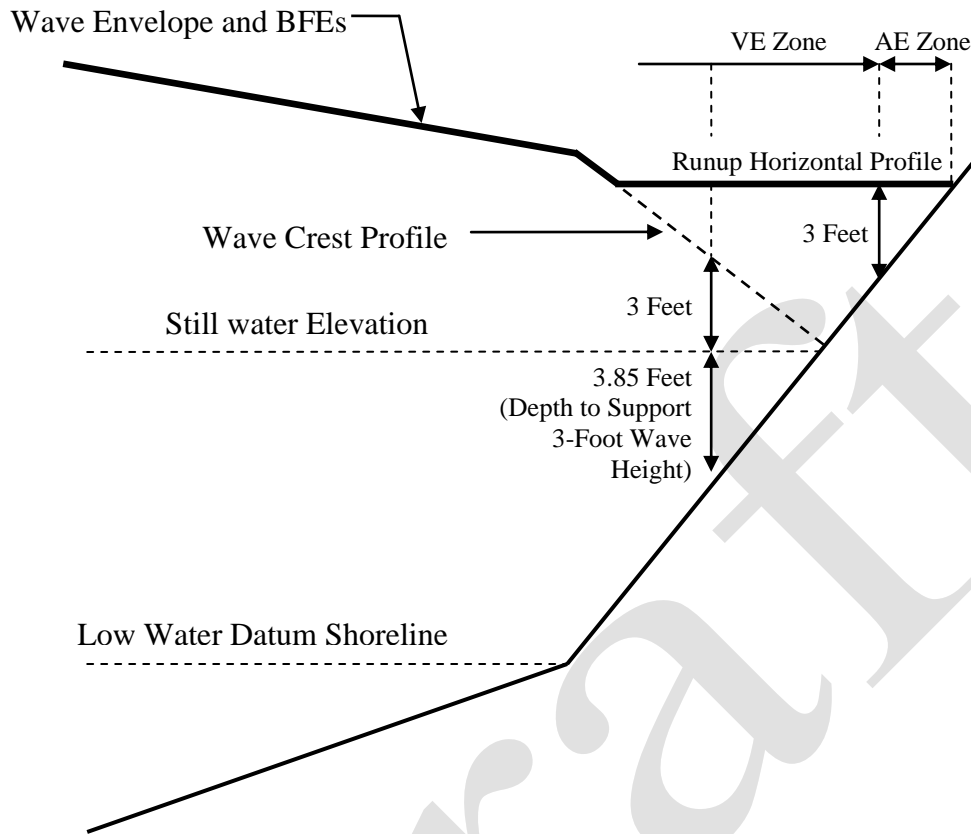 Wave Envelope and BFEs
VE Zone
AE Zone
Runup Horizontal Profile
Wave Crest Profile
3 Feet
3 Feet
Still water Elevation
3.85 Feet
(Depth to Support
3-Foot Wave
Height)
Low Water Datum Shoreline
raft